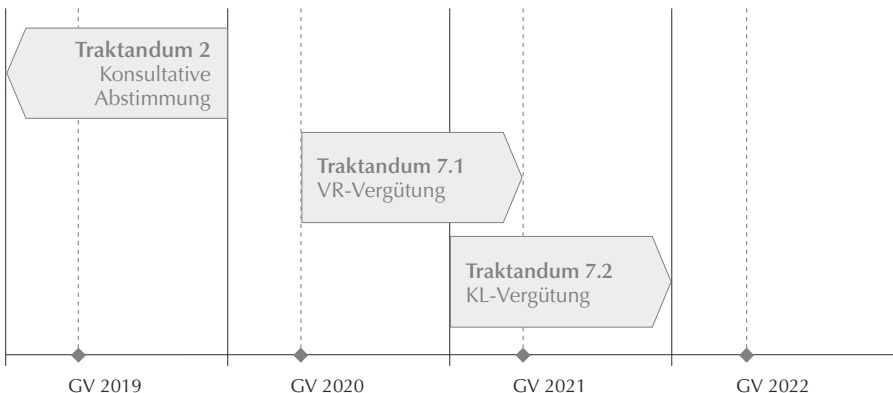 Traktandum 2
Konsultative
Abstimmung
Traktandum 7.1
VR-Vergütung
Traktandum 7.2
KL-Vergütung
GV 2019
GV 2020
GV 2021
GV 2022